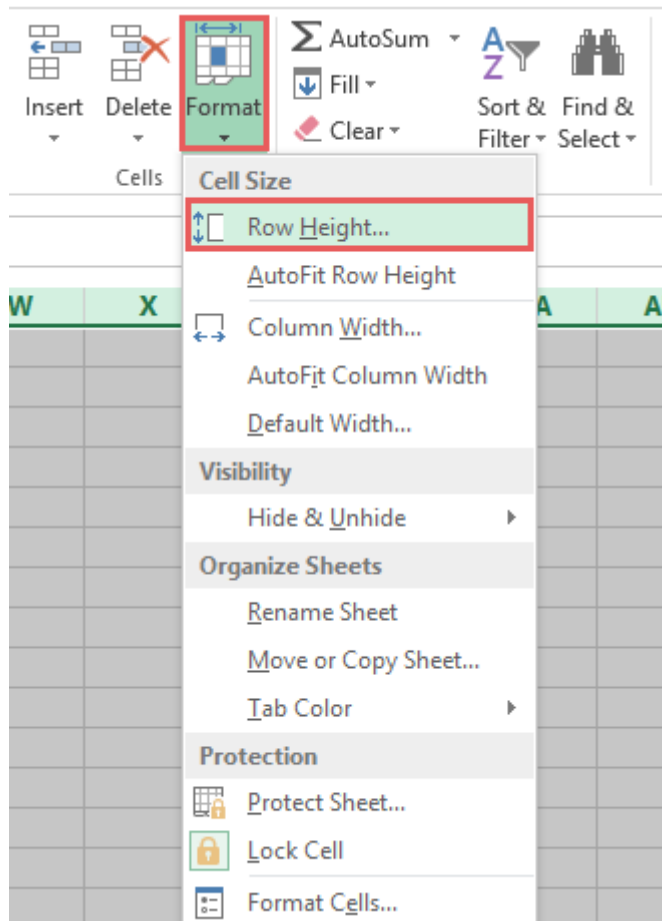 Insert Delete Format
AutoSum
Fill
Clear
Sort &
Filter
Find &
Select
Cells
W X A A
Cell Size
Row Height...
AutoFit Row Height
Column Width...
AutoFit Column Width
Default Width...
Visibility
Hide & Unhide
Organize Sheets
Rename Sheet
Move or Copy Sheet...
Tab Color
Protection
Protect Sheet...
Lock Cell
Format Cells...